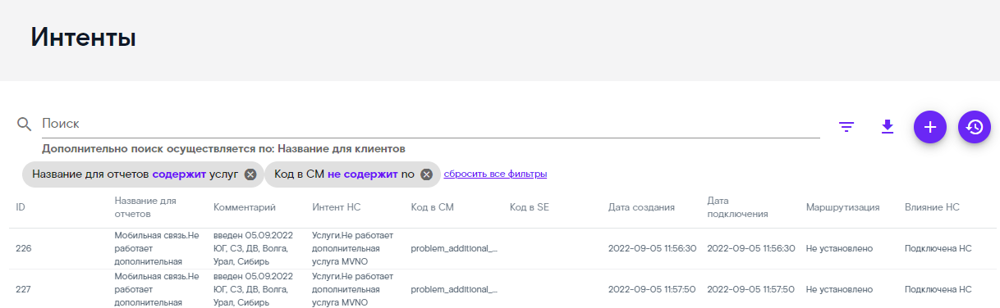 Интенты
Поиск
Дополнительно поиск осуществляется по: Название для клиентов
Название для отчетов содержит услуг Код в СМ не содержит no сбросить все фильтры
ID Название для отчетов Комментарий Интент НС Код в СМ Код в SE Дата создания Дата подключения Маршрутизация Влияние НС
226 Мобильная связь.Не работает дополнительная введен 05.09.2022 ЮГ, СЗ, ДВ, Волга, Урал, Сибирь Услуги.Не работает дополнительная услуга MVNO problem_additional_... 2022-09-05 11:56:30 2022-09-05 11:56:30 Не установлено Подключена НС
227 Мобильная связь.Не работает дополнительная введен 05.09.2022 ЮГ, СЗ, ДВ, Волга, Урал, Сибирь Услуги.Не работает дополнительная услуга MVNO problem_additional_... 2022-09-05 11:57:50 2022-09-05 11:57:50 Не установлено Подключена НС